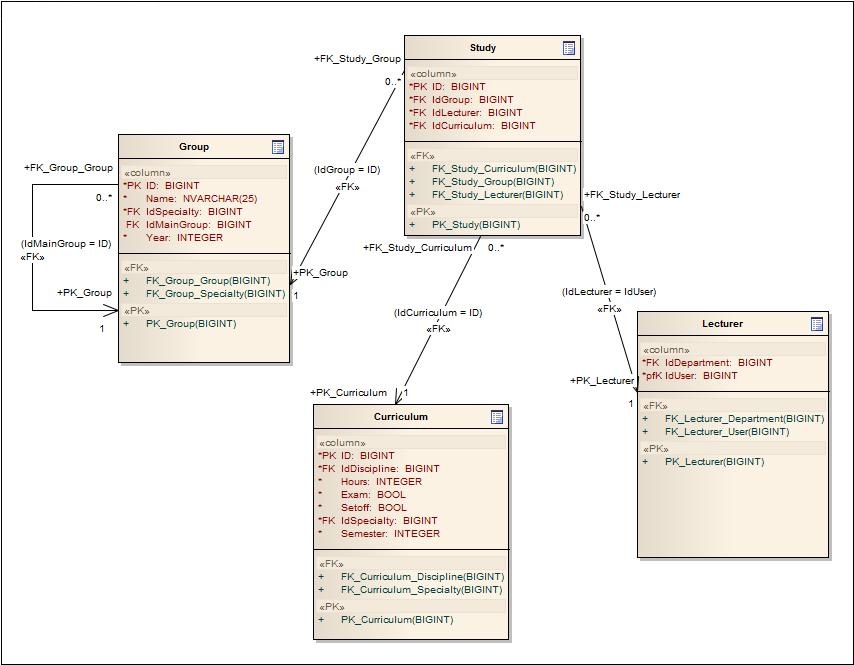 Study
«column»
*PK ID: BIGINT
*FK IdGroup: BIGINT
*FK IdLecturer: BIGINT
*FK IdCurriculum: BIGINT
«FK»
+ FK_Study_Curriculum(BIGINT)
+ FK_Study_Group(BIGINT)
+ FK_Study_Lecturer(BIGINT)
«PK»
+ PK_Study(BIGINT)
+FK_Study_Group
0..*
(IdGroup = ID)
«FK»
+PK_Group
1
Group
«column»
*PK ID: BIGINT
* Name: NVARCHAR(25)
*FK IdSpecialty: BIGINT
FK IdMainGroup: BIGINT
* Year: INTEGER
«FK»
+ FK_Group_Group(BIGINT)
+ FK_Group_Specialty(BIGINT)
«PK»
+ PK_Group(BIGINT)
+FK_Group_Group
0..*
(IdMainGroup = ID)
«FK»
+PK_Group
1
+FK_Study_Curriculum
0..*
(IdCurriculum = ID)
«FK»
+PK_Curriculum
1
+FK_Study_Lecturer
0..*
(IdLecturer = IdUser)
«FK»
+PK_Lecturer
1
Lecturer
«column»
*FK IdDepartment: BIGINT
*pfK IdUser: BIGINT
«FK»
+ FK_Lecturer_Department(BIGINT)
+ FK_Lecturer_User(BIGINT)
«PK»
+ PK_Lecturer(BIGINT)
Curriculum
«column»
*PK ID: BIGINT
*FK IdDiscipline: BIGINT
* Hours: INTEGER
* Exam: BOOL
* Setoff: BOOL
*FK IdSpecialty: BIGINT
* Semester: INTEGER
«FK»
+ FK_Curriculum_Discipline(BIGINT)
+ FK_Curriculum_Specialty(BIGINT)
«PK»
+ PK_Curriculum(BIGINT)